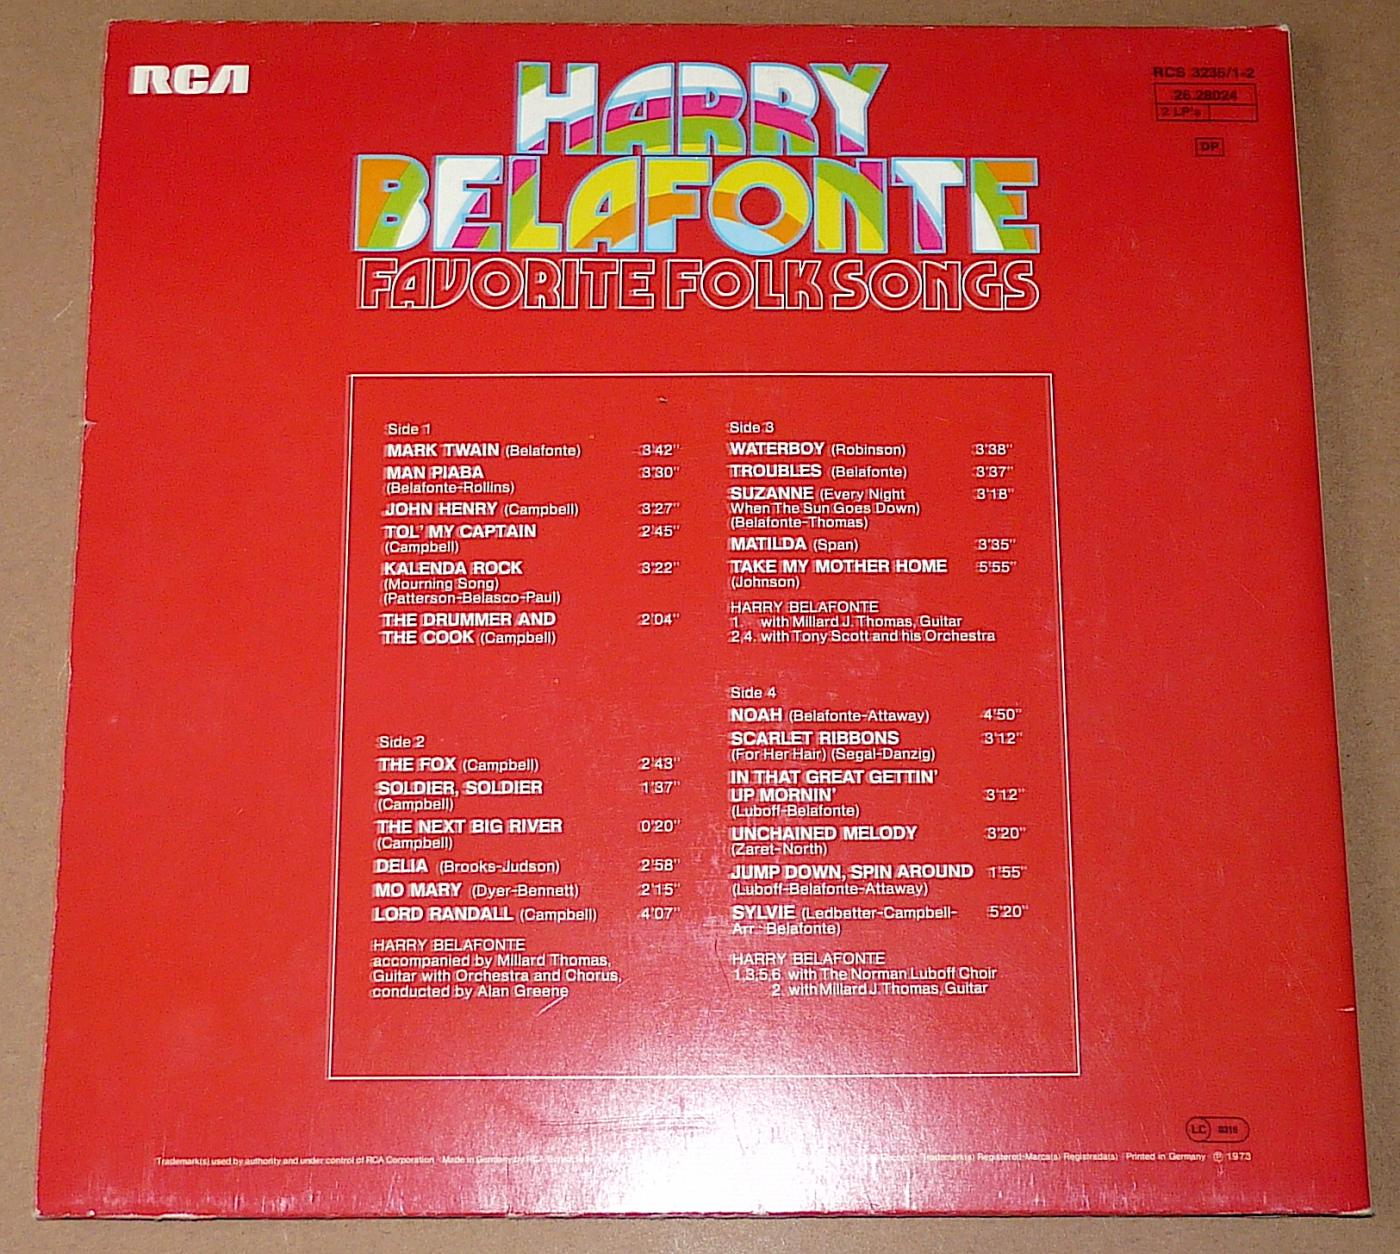 RCA
HARRY
BELAFONTE
FAVORITE FOLK SONGS
RCS 3235/1-2
26.28024
2 LP's
DP
Side 1
MARK TWAIN (Belafonte) 3'42"
MAN PIABA 3'30"
(Belafonte-Rollins)
JOHN HENRY (Campbell) 3'27"
TOL' MY CAPTAIN 2'45"
(Campbell)
KALENDA ROCK 3'22"
(Mourning Song)
(Patterson-Belasco-Paul)
THE DRUMMER AND 2'04"
THE COOK (Campbell)
Side 2
THE FOX (Campbell) 2'43"
SOLDIER, SOLDIER 1'37"
(Campbell)
THE NEXT BIG RIVER 0'20"
(Campbell)
DELIA (Brooks-Judson) 2'58"
MO MARY (Dyer-Bennett) 2'15"
LORD RANDALL (Campbell) 4'07"
HARRY BELAFONTE
accompanied by Millard Thomas,
Guitar with Orchestra and Chorus,
conducted by Alan Greene
Side 3
WATERBOY (Robinson) 3'38"
TROUBLES (Belafonte) 3'37"
SUZANNE (Every Night 3'18"
When The Sun Goes Down)
(Belafonte-Thomas)
MATILDA (Span) 3'35"
TAKE MY MOTHER HOME 5'55"
(Johnson)
HARRY BELAFONTE
1. with Millard J. Thomas, Guitar
2,4. with Tony Scott and his Orchestra
Side 4
NOAH (Belafonte-Attaway) 4'50"
SCARLET RIBBONS 3'12"
(For Her Hair) (Segal-Danzig)
IN THAT GREAT GETTIN'
UP MORNIN' 3'12"
(Luboff-Belafonte)
UNCHAINED MELODY 3'20"
(Zaret-North)
JUMP DOWN, SPIN AROUND 1'55"
(Luboff-Belafonte-Attaway)
SYLVIE (Ledbetter-Campbell- 5'20"
Arr.: Belafonte)
HARRY BELAFONTE
1,3,5,6. with The Norman Luboff Choir
2. with Millard J. Thomas, Guitar
LC 0316
Trademark(s) used by authority and under control of RCA Corporation · Made in Germany by RCA Trademark(s) Registered · Marca(s) Registrada(s) · Printed in Germany ℗ 1973